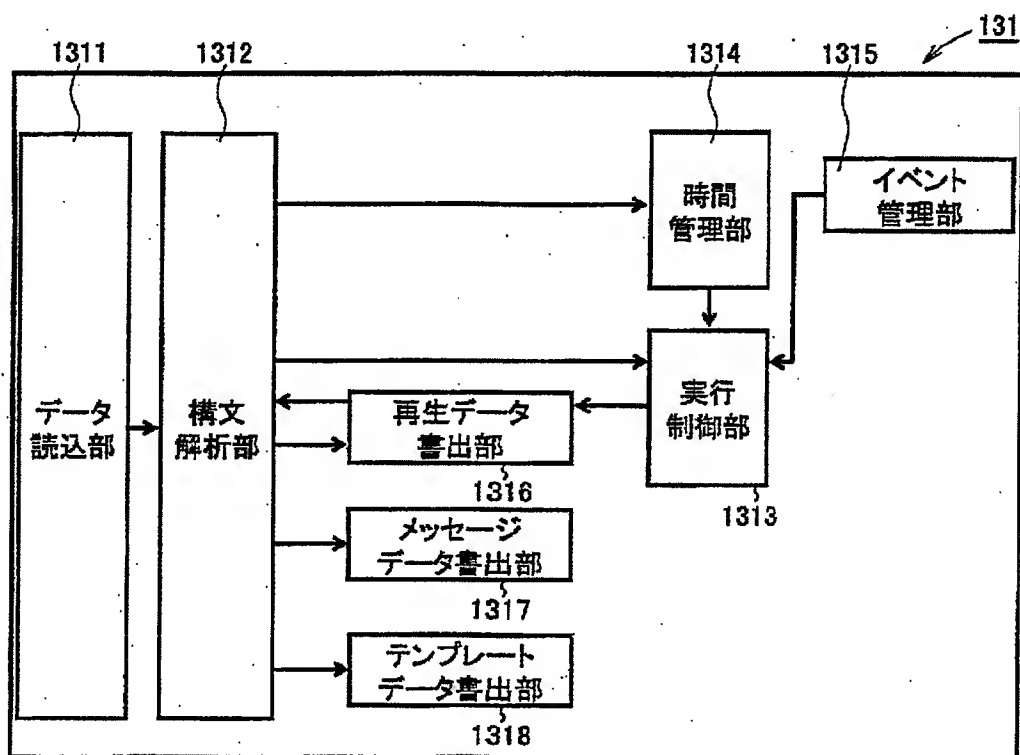 131
1311
1312
1314
1315
イベント
管理部
時間
管理部
データ
読込部
構文
解析部
再生データ
書出部
1316
実行
制御部
1313
メッセージ
データ書出部
1317
テンプレート
データ書出部
1318